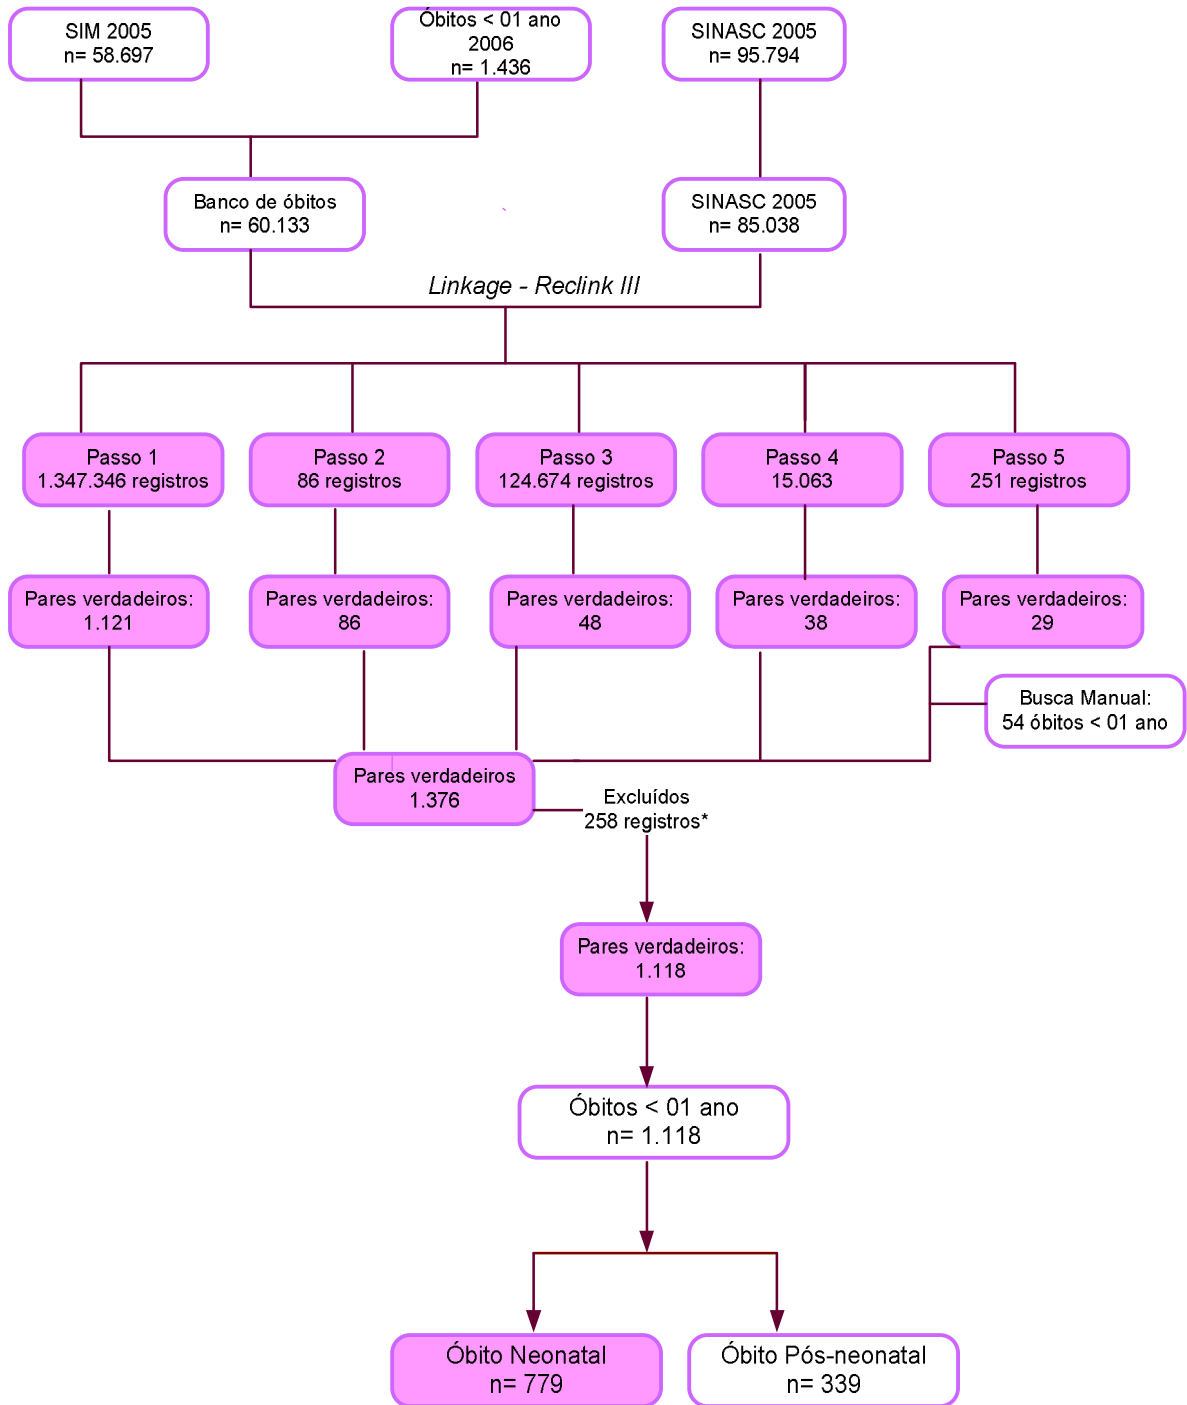 SIM 2005
n= 58.697
Óbitos < 01 ano
2006
n= 1.436
SINASC 2005
n= 95.794
Banco de óbitos
n= 60.133
SINASC 2005
n= 85.038
Linkage - Reclink III
Passo 1
1.347.346 registros
Passo 2
86 registros
Passo 3
124.674 registros
Passo 4
15.063
Passo 5
251 registros
Pares verdadeiros:
1.121
Pares verdadeiros:
86
Pares verdadeiros:
48
Pares verdadeiros:
38
Pares verdadeiros:
29
Busca Manual:
54 óbitos < 01 ano
Pares verdadeiros
1.376
Excluídos
258 registros*
Pares verdadeiros:
1.118
Óbitos < 01 ano
n= 1.118
Óbito Neonatal
n= 779
Óbito Pós-neonatal
n= 339